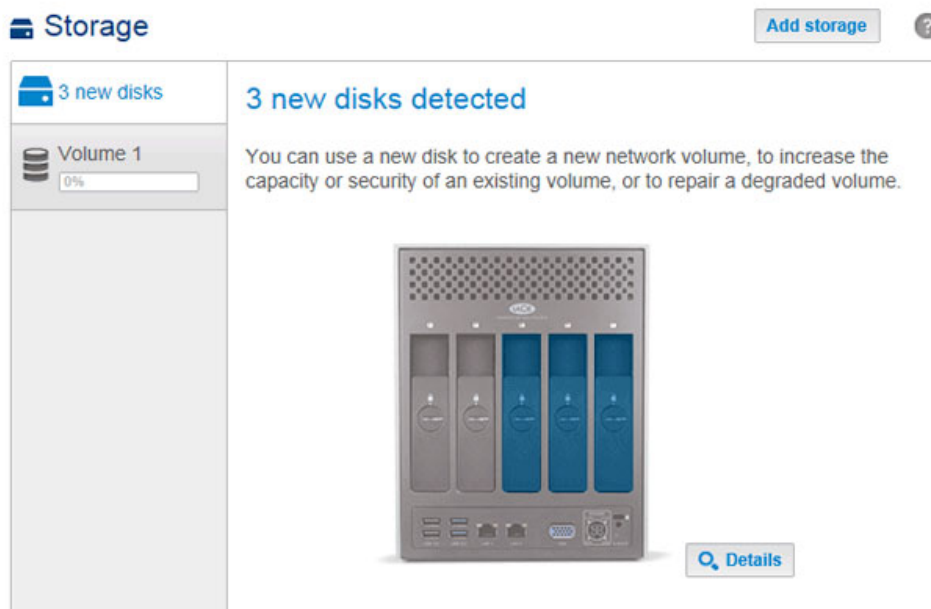 Storage
Add storage
?
3 new disks
3 new disks detected
Volume 1
0%
You can use a new disk to create a new network volume, to increase the
capacity or security of an existing volume, or to repair a degraded volume.
LACIE
Details